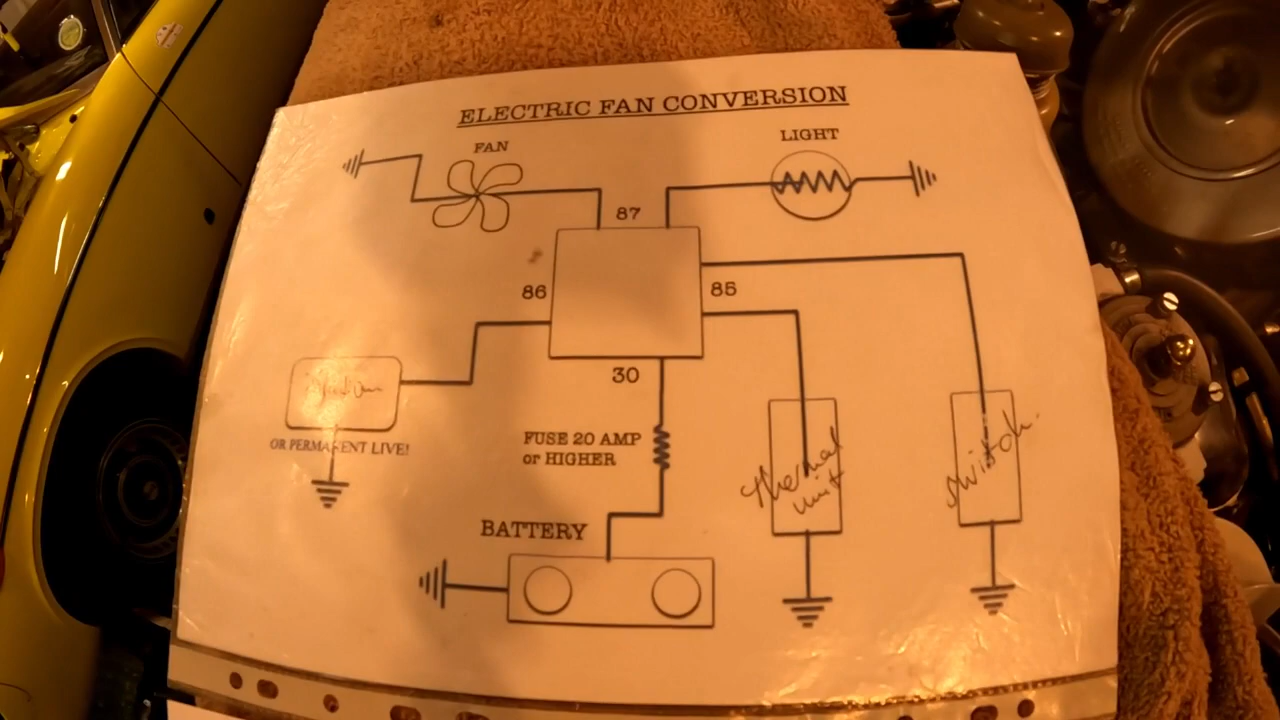 ELECTRIC FAN CONVERSION
FAN
LIGHT
87
86
85
30
OR PERMANENT LIVE!
FUSE 20 AMP
or HIGHER
Thermal
unit
Switch
BATTERY